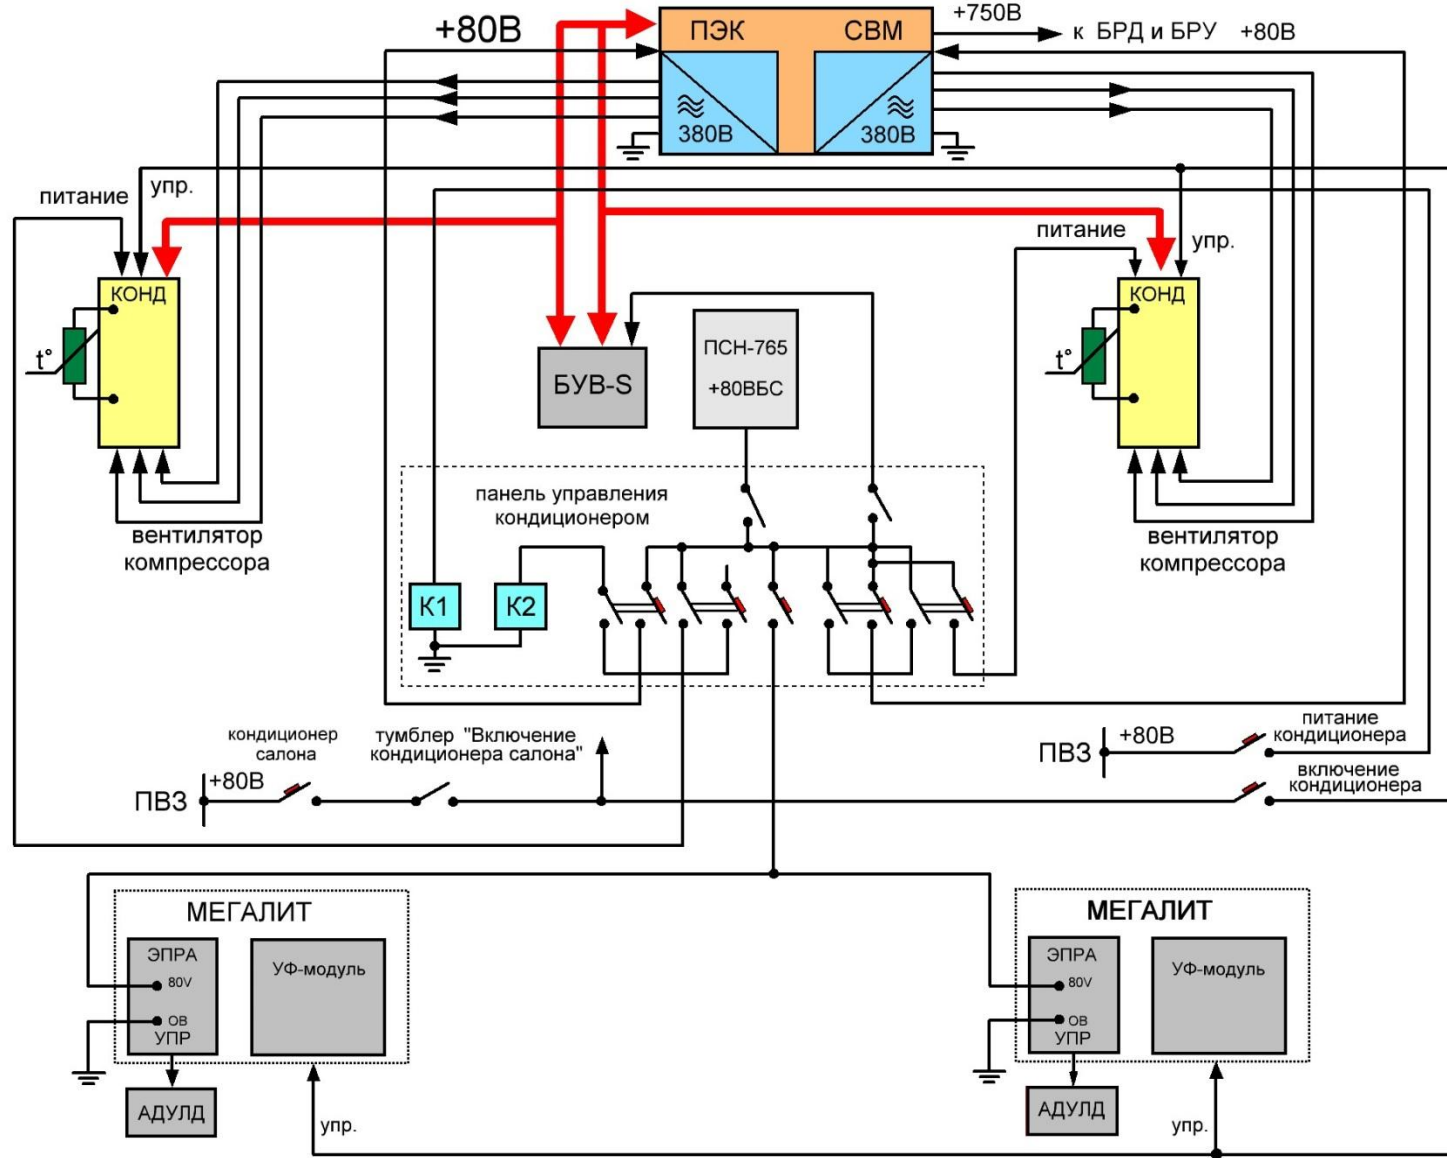 +80В
ПЭК
СВМ
+750В
к БРД и БРУ
+80В
380В
380В
питание
упр.
питание
упр.
КОНД
t°
КОНД
t°
БУВ-S
ПСН-765
+80ВБС
вентилятор
компрессора
вентилятор
компрессора
панель управления
кондиционером
К1
К2
кондиционер
салона
тумблер "Включение
кондиционера салона"
ПВЗ
+80В
ПВЗ
+80В
питание
кондиционера
включение
кондиционера
МЕГАЛИТ
ЭПРА
80V
ОВ
УПР
УФ-модуль
АДУЛД
упр.
МЕГАЛИТ
ЭПРА
80V
ОВ
УПР
УФ-модуль
АДУЛД
упр.